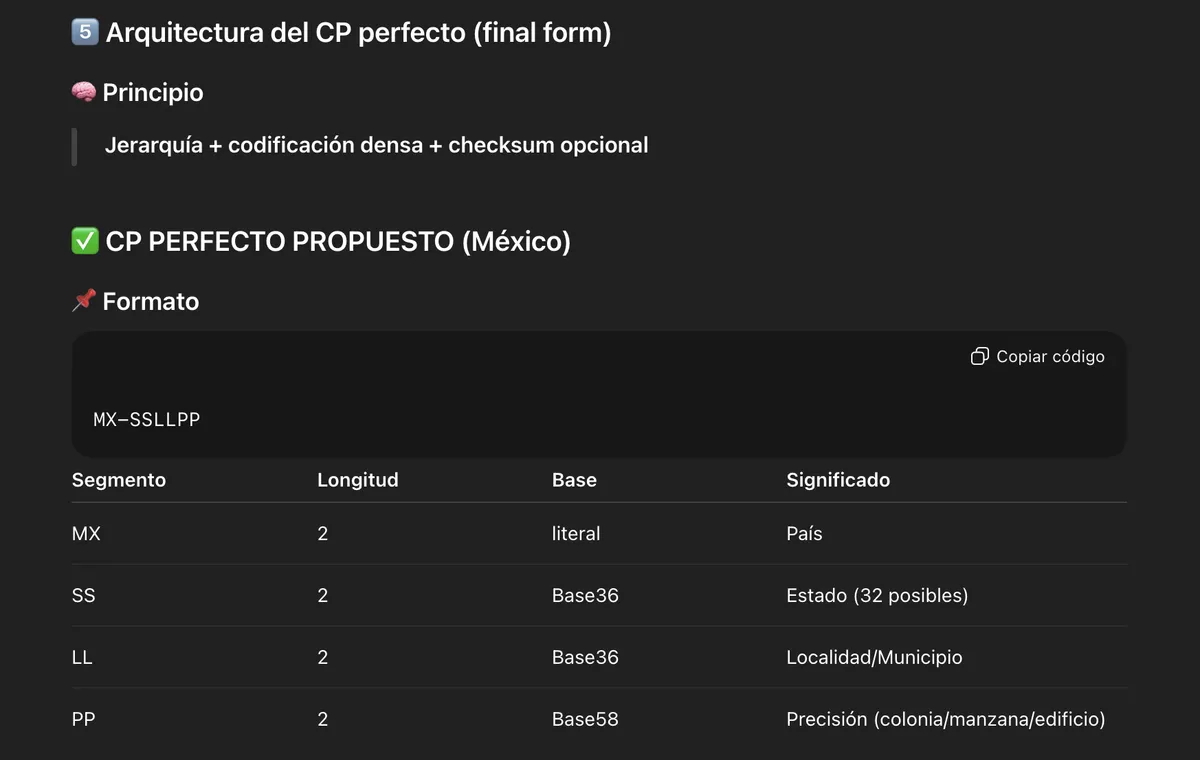 5️⃣ Arquitectura del CP perfecto (final form)
🧠 Principio
Jerarquía + codificación densa + checksum opcional
✅ CP PERFECTO PROPUESTO (México)
📌 Formato
Copiar código
MX-SSLLPP
Segmento Longitud Base Significado
MX 2 literal País
SS 2 Base36 Estado (32 posibles)
LL 2 Base36 Localidad/Municipio
PP 2 Base58 Precisión (colonia/manzana/edificio)